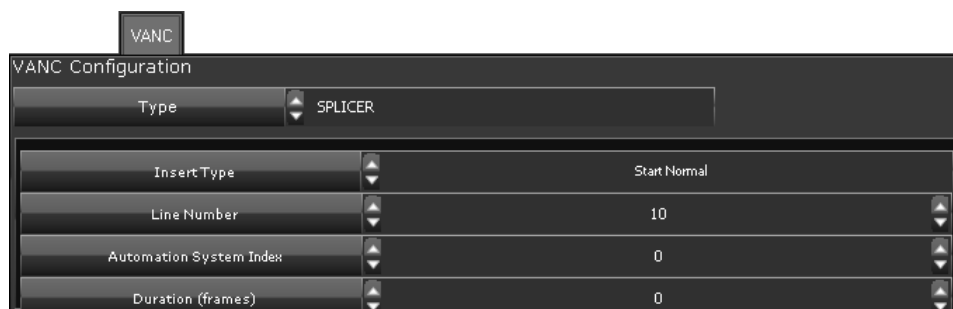 VANC
VANC Configuration
Type SPLICER
Insert Type Start Normal
Line Number 10
Automation System Index 0
Duration (frames) 0